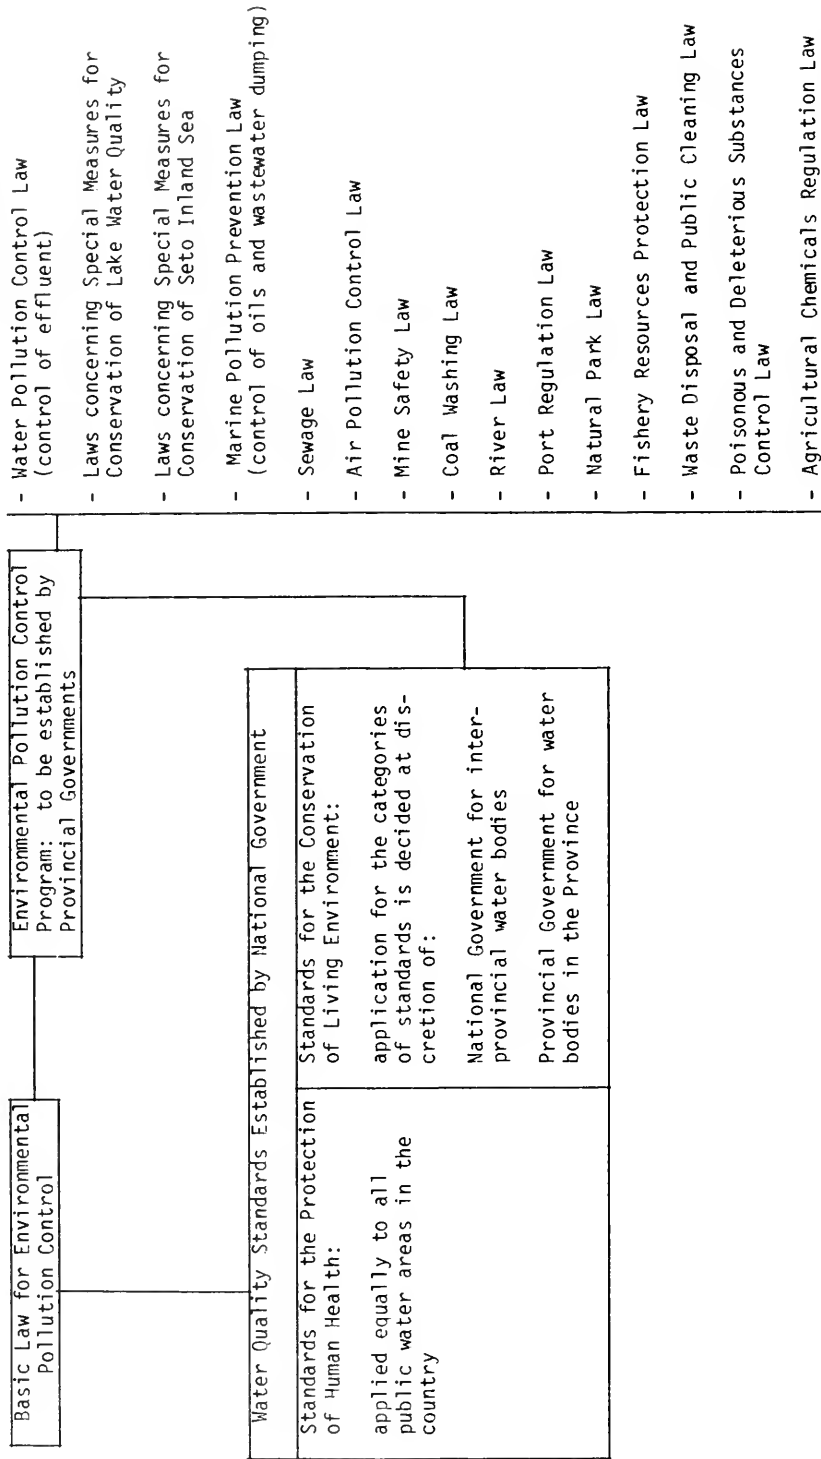 Basic Law for Environmental
Pollution Control
Environmental Pollution Control
Program: to be established by
Provincial Governments
Water Quality Standards Established by National Government
Standards for the Protection
of Human Health:
applied equally to all
public water areas in the
country
Standards for the Conservation
of Living Environment:
application for the categories
of standards is decided at dis-
cretion of:
National Government for inter-
provincial water bodies
Provincial Government for water
bodies in the Province
- Water Pollution Control Law
(control of effluent)
- Laws concerning Special Measures for
Conservation of Lake Water Quality
- Laws concerning Special Measures for
Conservation of Seto Inland Sea
- Marine Pollution Prevention Law
(control of oils and wastewater dumping)
- Sewage Law
- Air Pollution Control Law
- Mine Safety Law
- Coal Washing Law
- River Law
- Port Regulation Law
- Natural Park Law
- Fishery Resources Protection Law
- Waste Disposal and Public Cleaning Law
- Poisonous and Deleterious Substances
Control Law
- Agricultural Chemicals Regulation Law